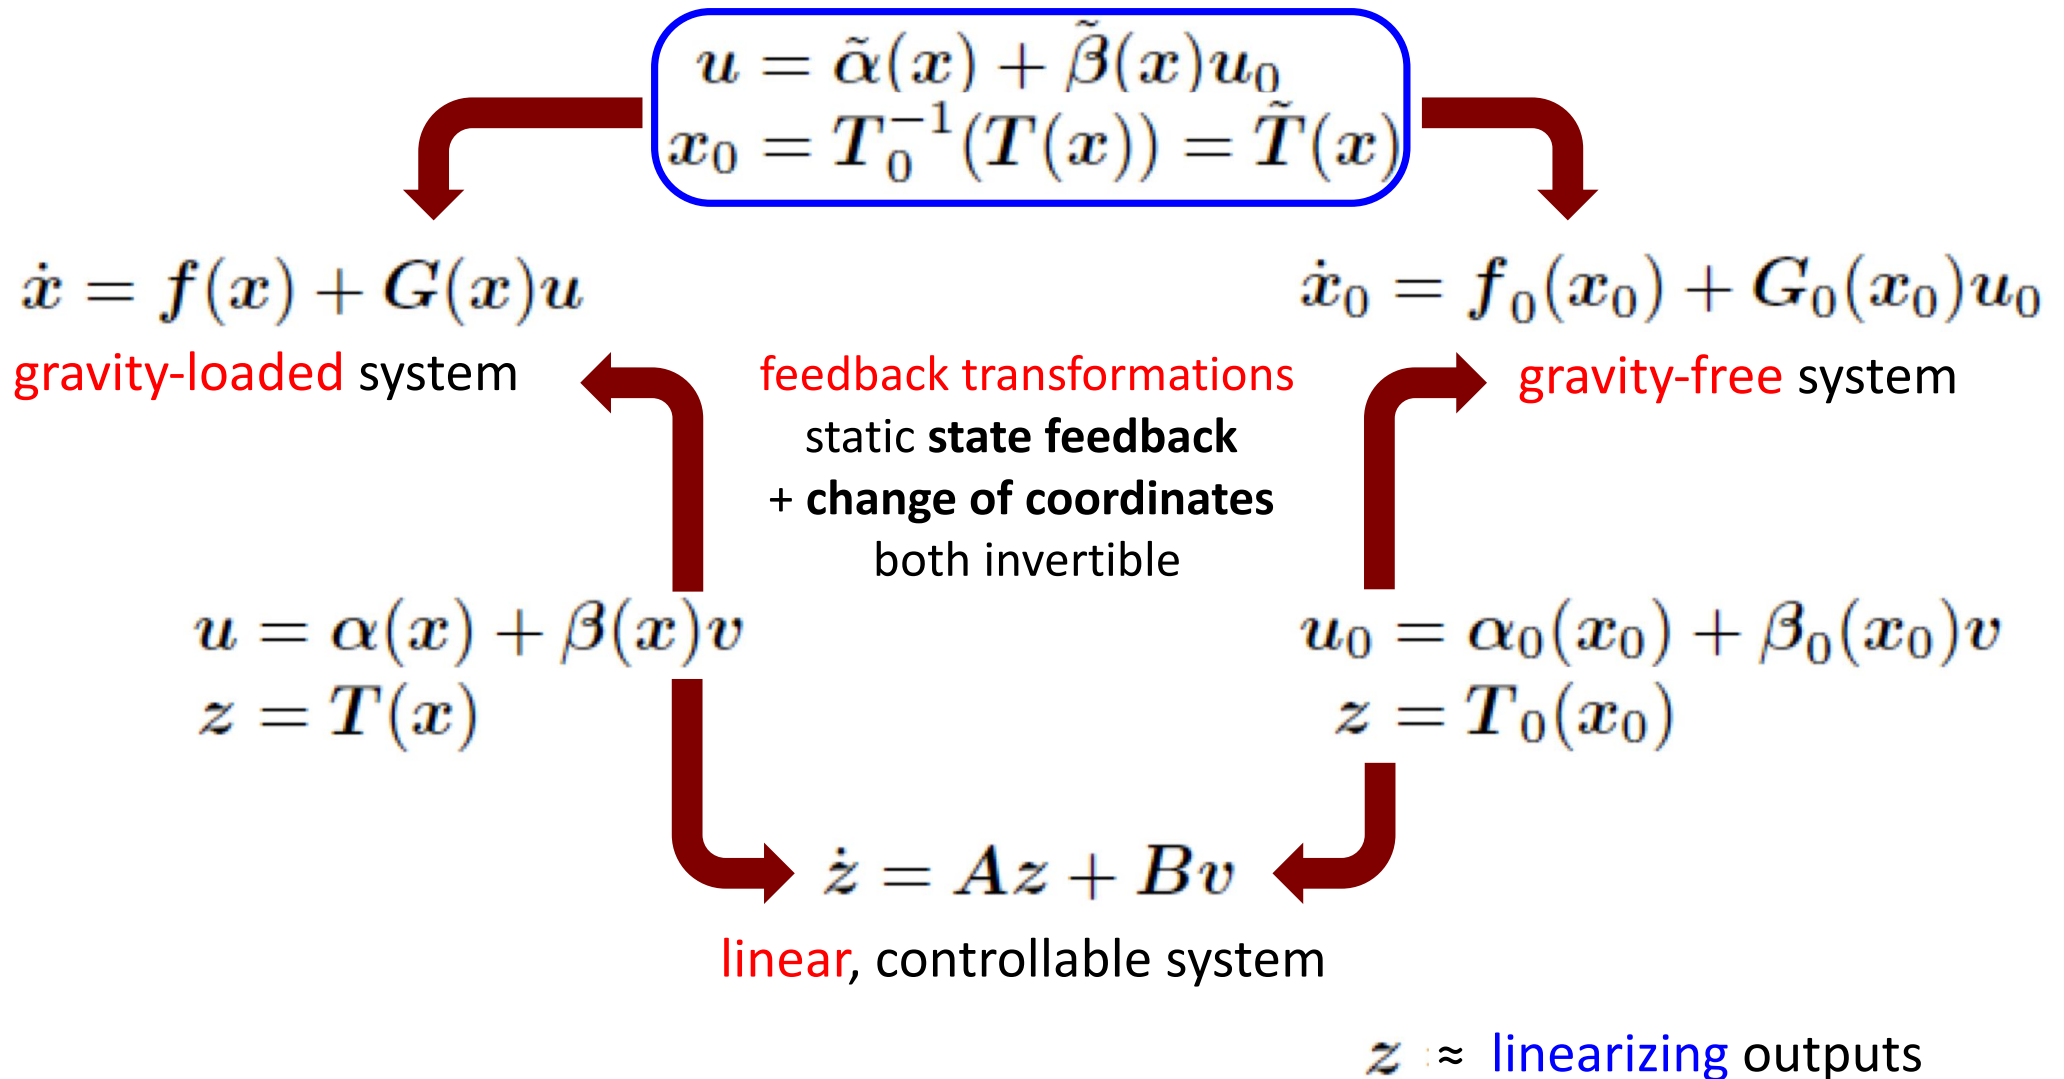 u = α̃(x) + β̃(x)u₀
x₀ = T₀⁻¹(T(x)) = T̃(x)
ẋ = f(x) + G(x)u
gravity-loaded system
ẋ₀ = f₀(x₀) + G₀(x₀)u₀
gravity-free system
feedback transformations
static state feedback
+ change of coordinates
both invertible
u = α(x) + β(x)v
z = T(x)
u₀ = α₀(x₀) + β₀(x₀)v
z = T₀(x₀)
ż = Az + Bv
linear, controllable system
z ≈ linearizing outputs